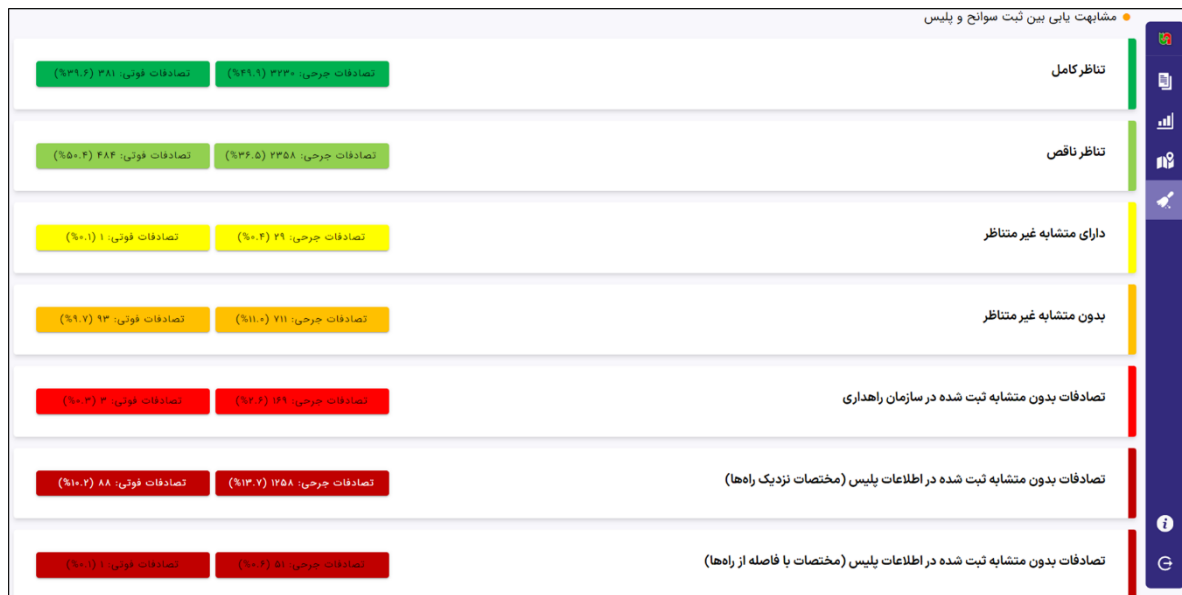 مشابهت یابی بین ثبت سوانح و پلیس
تناظر کامل
تصادفات جرحی: ۳۲۳۰ (۴۹.۹%)
تصادفات فوتی: ۳۸۱ (۳۹.۶%)
تناظر ناقص
تصادفات جرحی: ۲۳۵۸ (۳۶.۵%)
تصادفات فوتی: ۴۸۴ (۵۰.۴%)
دارای متشابه غیر متناظر
تصادفات جرحی: ۲۹ (۰.۴%)
تصادفات فوتی: ۱ (۰.۱%)
بدون متشابه غیر متناظر
تصادفات جرحی: ۷۱۱ (۱۱.۰%)
تصادفات فوتی: ۹۳ (۹.۷%)
تصادفات بدون متشابه ثبت شده در سازمان راهداری
تصادفات جرحی: ۱۶۹ (۲.۶%)
تصادفات فوتی: ۳ (۰.۳%)
تصادفات بدون متشابه ثبت شده در اطلاعات پلیس (مختصات نزدیک راه‌ها)
تصادفات جرحی: ۱۲۵۸ (۱۳.۷%)
تصادفات فوتی: ۸۸ (۱۰.۲%)
تصادفات بدون متشابه ثبت شده در اطلاعات پلیس (مختصات با فاصله از راه‌ها)
تصادفات جرحی: ۵۱ (۰.۶%)
تصادفات فوتی: ۱ (۰.۱%)